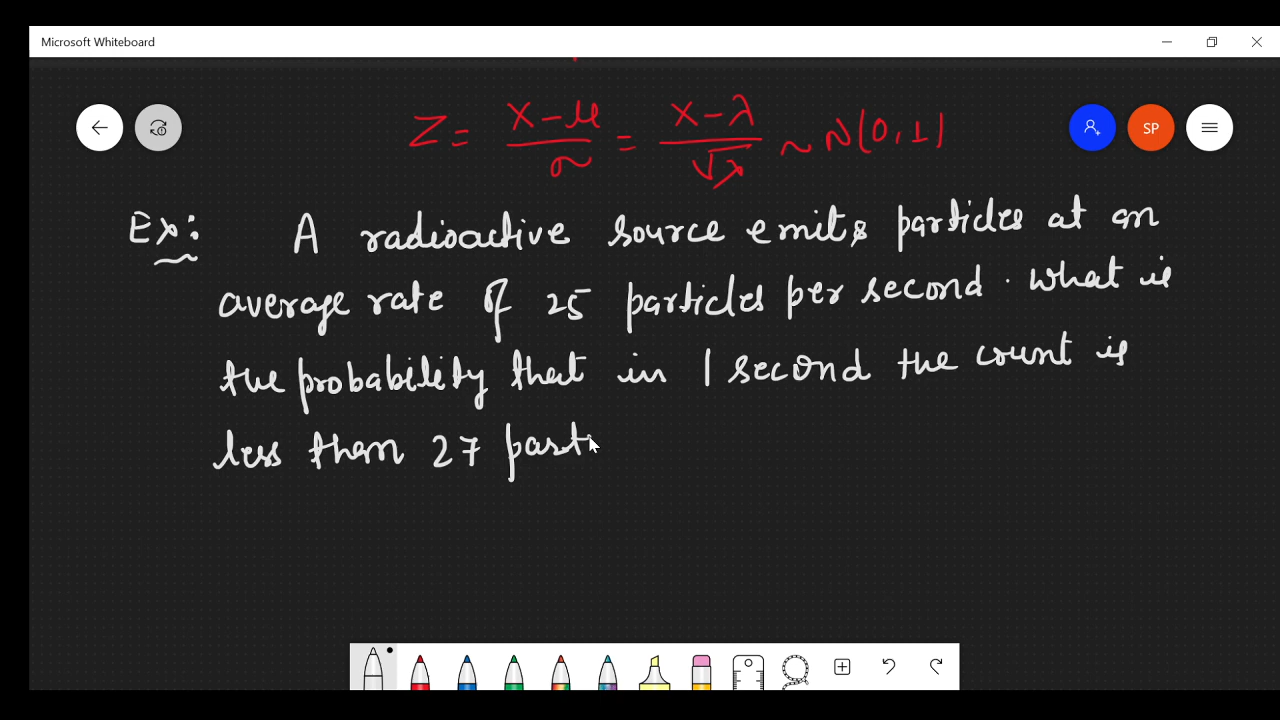 Microsoft Whiteboard
Z = X-μ / σ = X-λ / √λ ~ N(0,1)
SP
Ex: A radioactive source emits particles at an
average rate of 25 particles per second. What is
the probability that in 1 second the count is
less than 27 parti